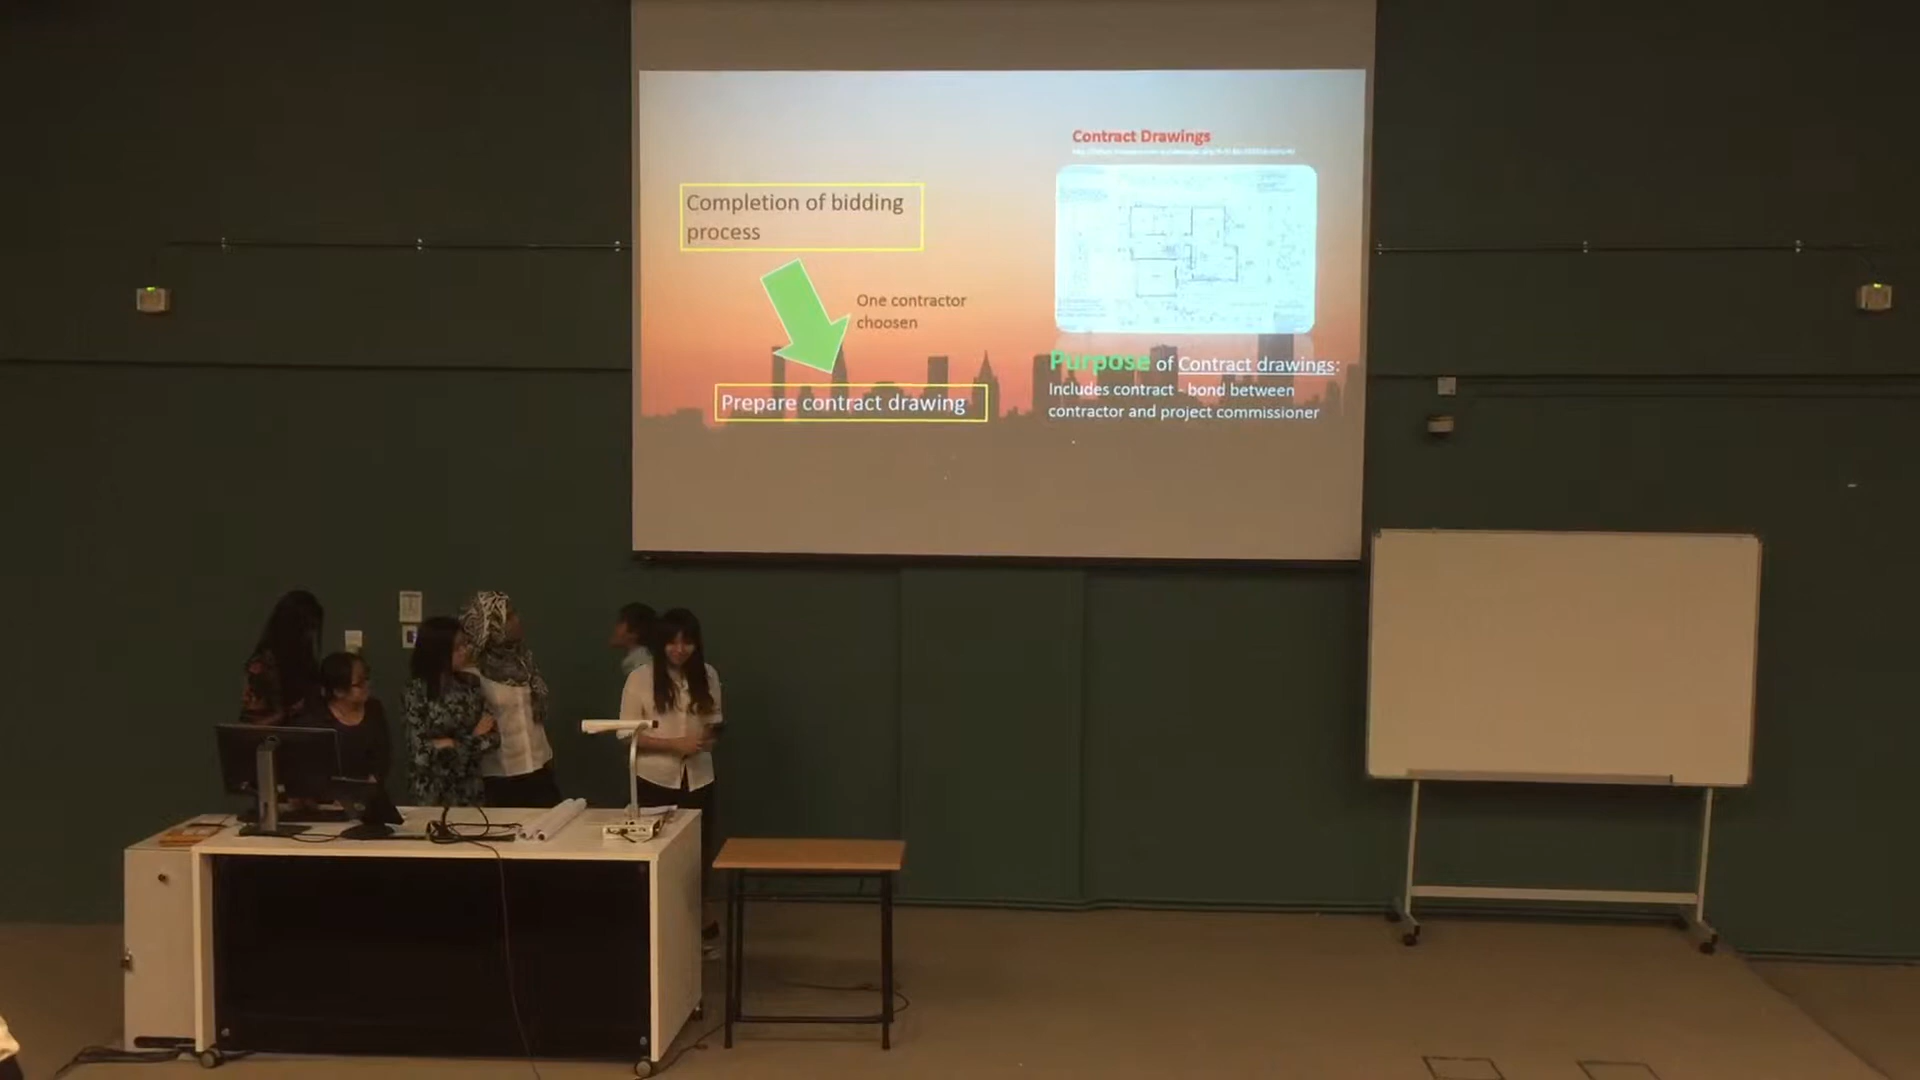 Completion of bidding
process
One contractor
choosen
Prepare contract drawing
Contract Drawings
Purpose of Contract drawings:
Includes contract - bond between
contractor and project commissioner